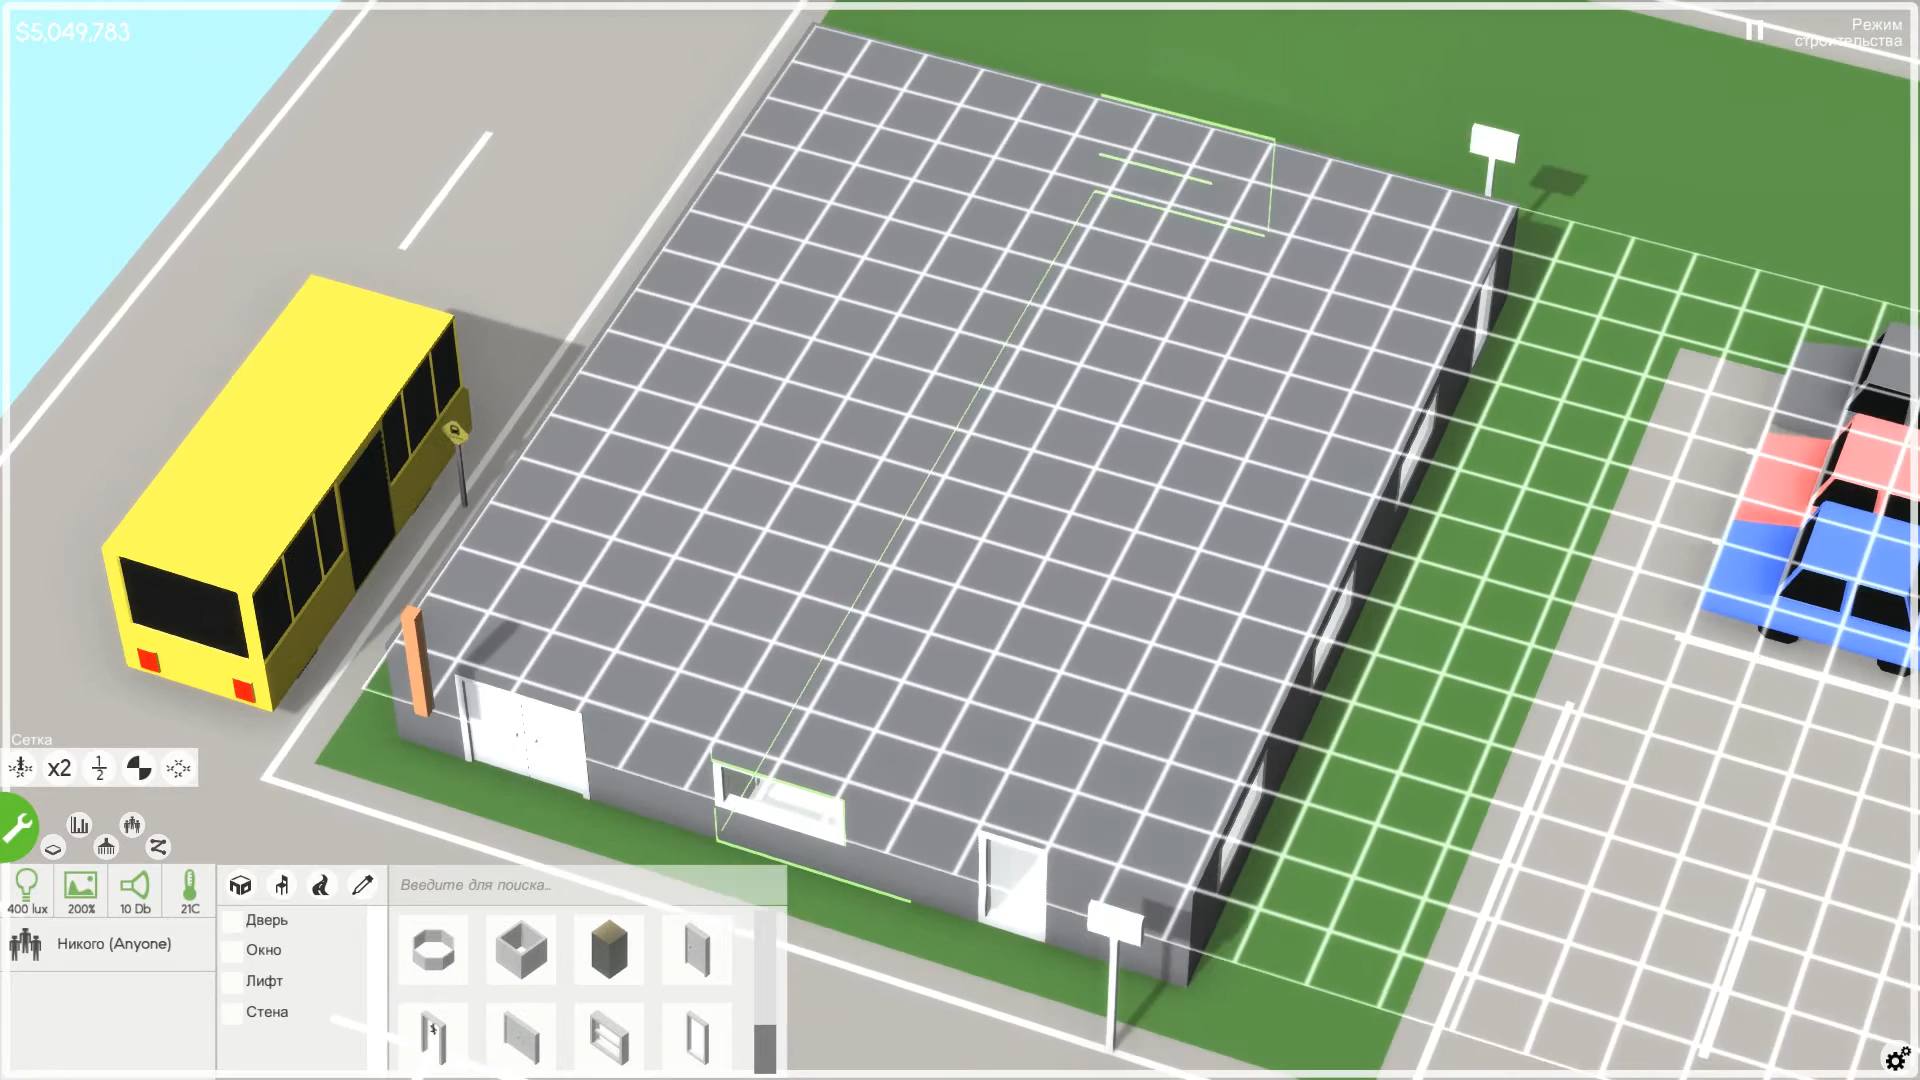 $5,049,783
Режим
строительства
Сетка
x2
1
2
400 lux
200%
10 Db
21C
Никого (Anyone)
Введите для поиска...
Дверь
Окно
Лифт
Стена